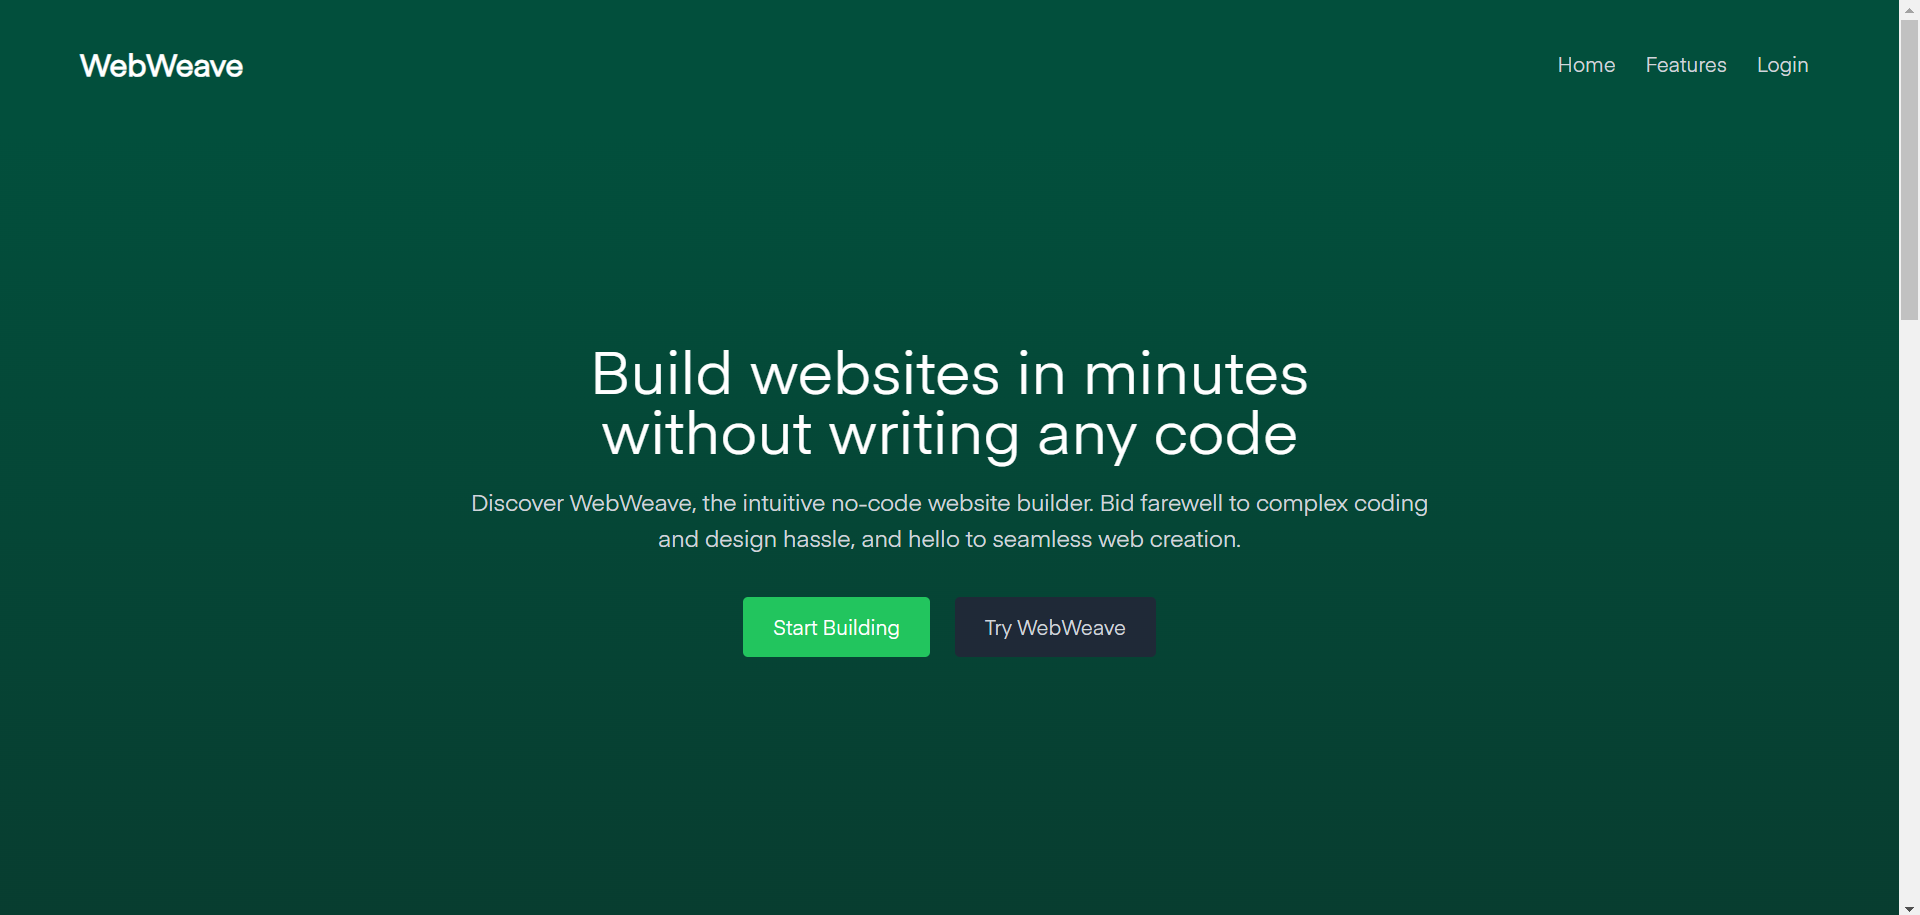 WebWeave
Home Features Login
Build websites in minutes
without writing any code
Discover WebWeave, the intuitive no-code website builder. Bid farewell to complex coding
and design hassle, and hello to seamless web creation.
Start Building Try WebWeave